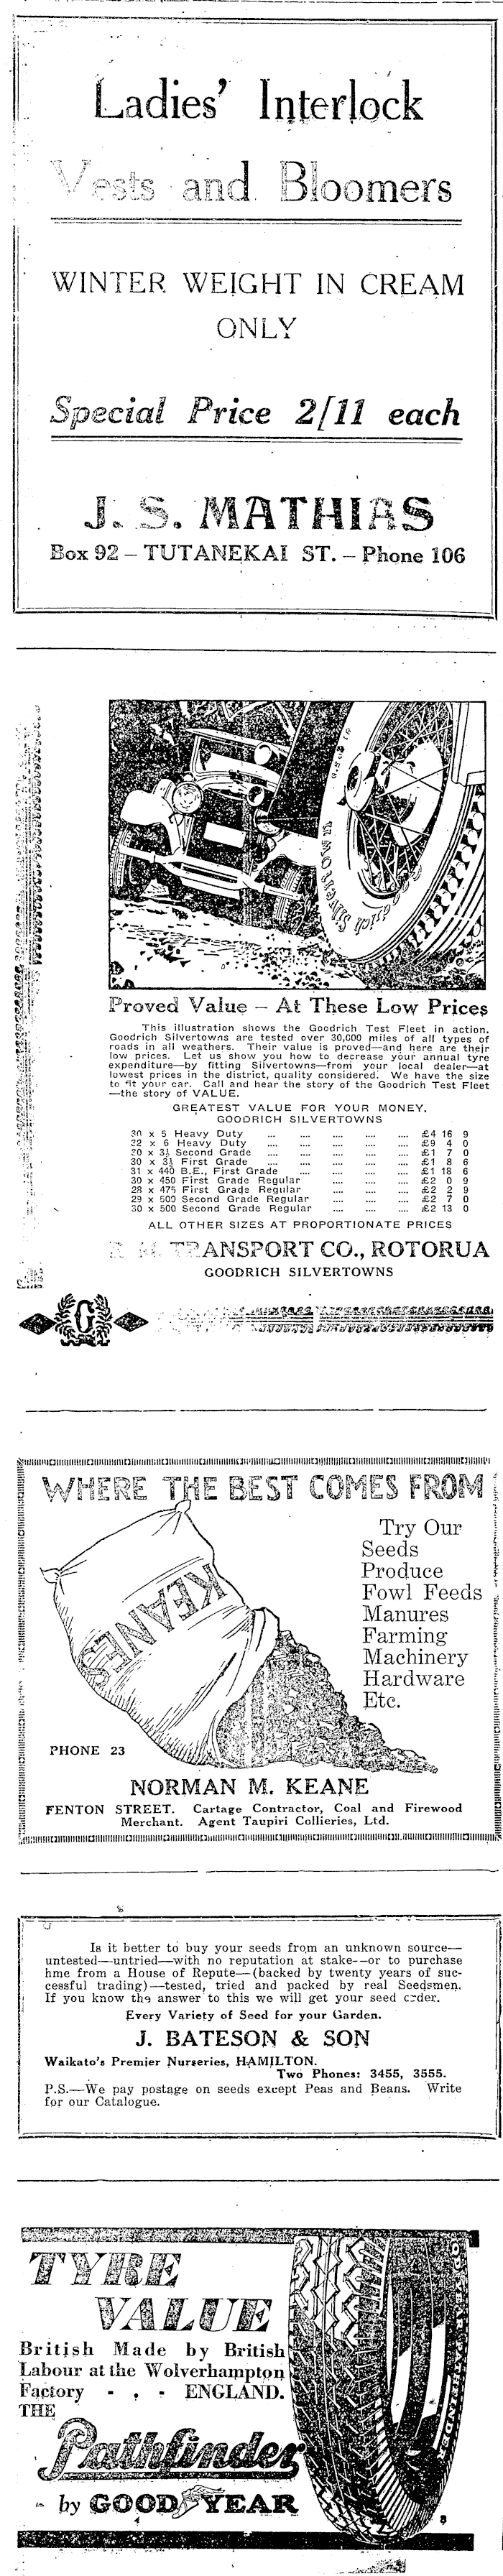 Ladies' Interlock
Vests and Bloomers
WINTER WEIGHT IN CREAM
ONLY
Special Price 2/11 each
J. S. MATHIAS
Box 92 – TUTANEKAI ST. – Phone 106
Goodrich Silvertown
Proved Value – At These Low Prices
This illustration shows the Goodrich Test Fleet in action.
Goodrich Silvertowns are tested over 30,000 miles of all types of
roads in all weathers. Their value is proved—and here are their
low prices. Let us show you how to decrease your annual tyre
expenditure—by fitting Silvertowns—from your local dealer—at
lowest prices in the district, quality considered. We have the size
to fit your car. Call and hear the story of the Goodrich Test Fleet
—the story of VALUE.
GREATEST VALUE FOR YOUR MONEY.
GOODRICH SILVERTOWNS
30 x 5 Heavy Duty ... .... .... .... .... £4 16 9
32 x 6 Heavy Duty .... .... .... .... .... £9 4 0
30 x 3½ Second Grade .... .... .... .... £1 7 0
30 x 3½ First Grade .... .... .... .... £1 8 6
31 x 440 B.E., First Grade .... .... .... .... £1 18 6
30 x 450 First Grade Regular .... .... .... £2 0 9
28 x 475 First Grade Regular .... .... .... £2 2 9
29 x 500 Second Grade Regular .... .... .... £2 7 0
30 x 500 Second Grade Regular .... .... .... £2 13 0
ALL OTHER SIZES AT PROPORTIONATE PRICES
R. M. TRANSPORT CO., ROTORUA
GOODRICH SILVERTOWNS
G
WHERE THE BEST COMES FROM
KEANES
Try Our
Seeds
Produce
Fowl Feeds
Manures
Farming
Machinery
Hardware
Etc.
PHONE 23
NORMAN M. KEANE
FENTON STREET. Cartage Contractor, Coal and Firewood
Merchant. Agent Taupiri Collieries, Ltd.
Is it better to buy your seeds from an unknown source—
untested—untried—with no reputation at stake--or to purchase
hme from a House of Repute—(backed by twenty years of suc-
cessful trading)—tested, tried and packed by real Seedsmen.
If you know the answer to this we will get your seed order.
Every Variety of Seed for your Garden.
J. BATESON & SON
Waikato's Premier Nurseries, HAMILTON.
Two Phones: 3455, 3555.
P.S.—We pay postage on seeds except Peas and Beans. Write
for our Catalogue.
TYRE
VALUE
British Made by British
Labour at the Wolverhampton
Factory - . - ENGLAND.
THE
Pathfinder
by GOODYEAR